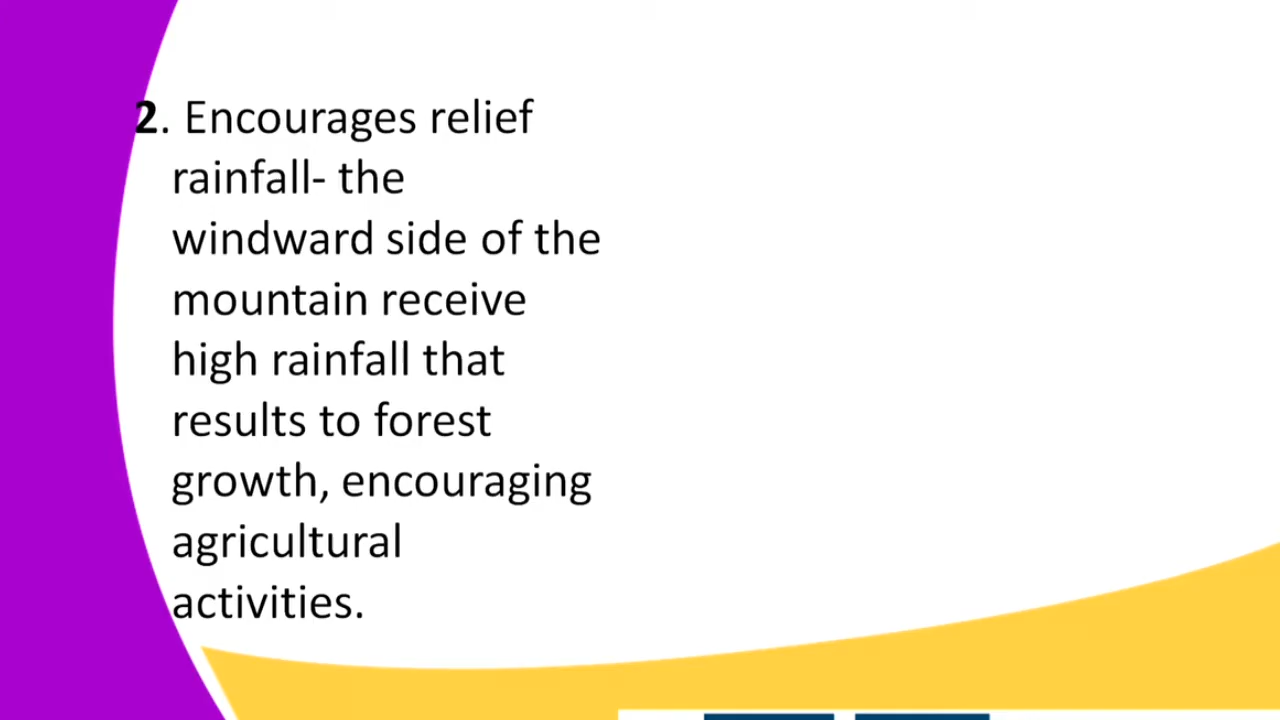 2. Encourages relief
rainfall- the
windward side of the
mountain receive
high rainfall that
results to forest
growth, encouraging
agricultural
activities.